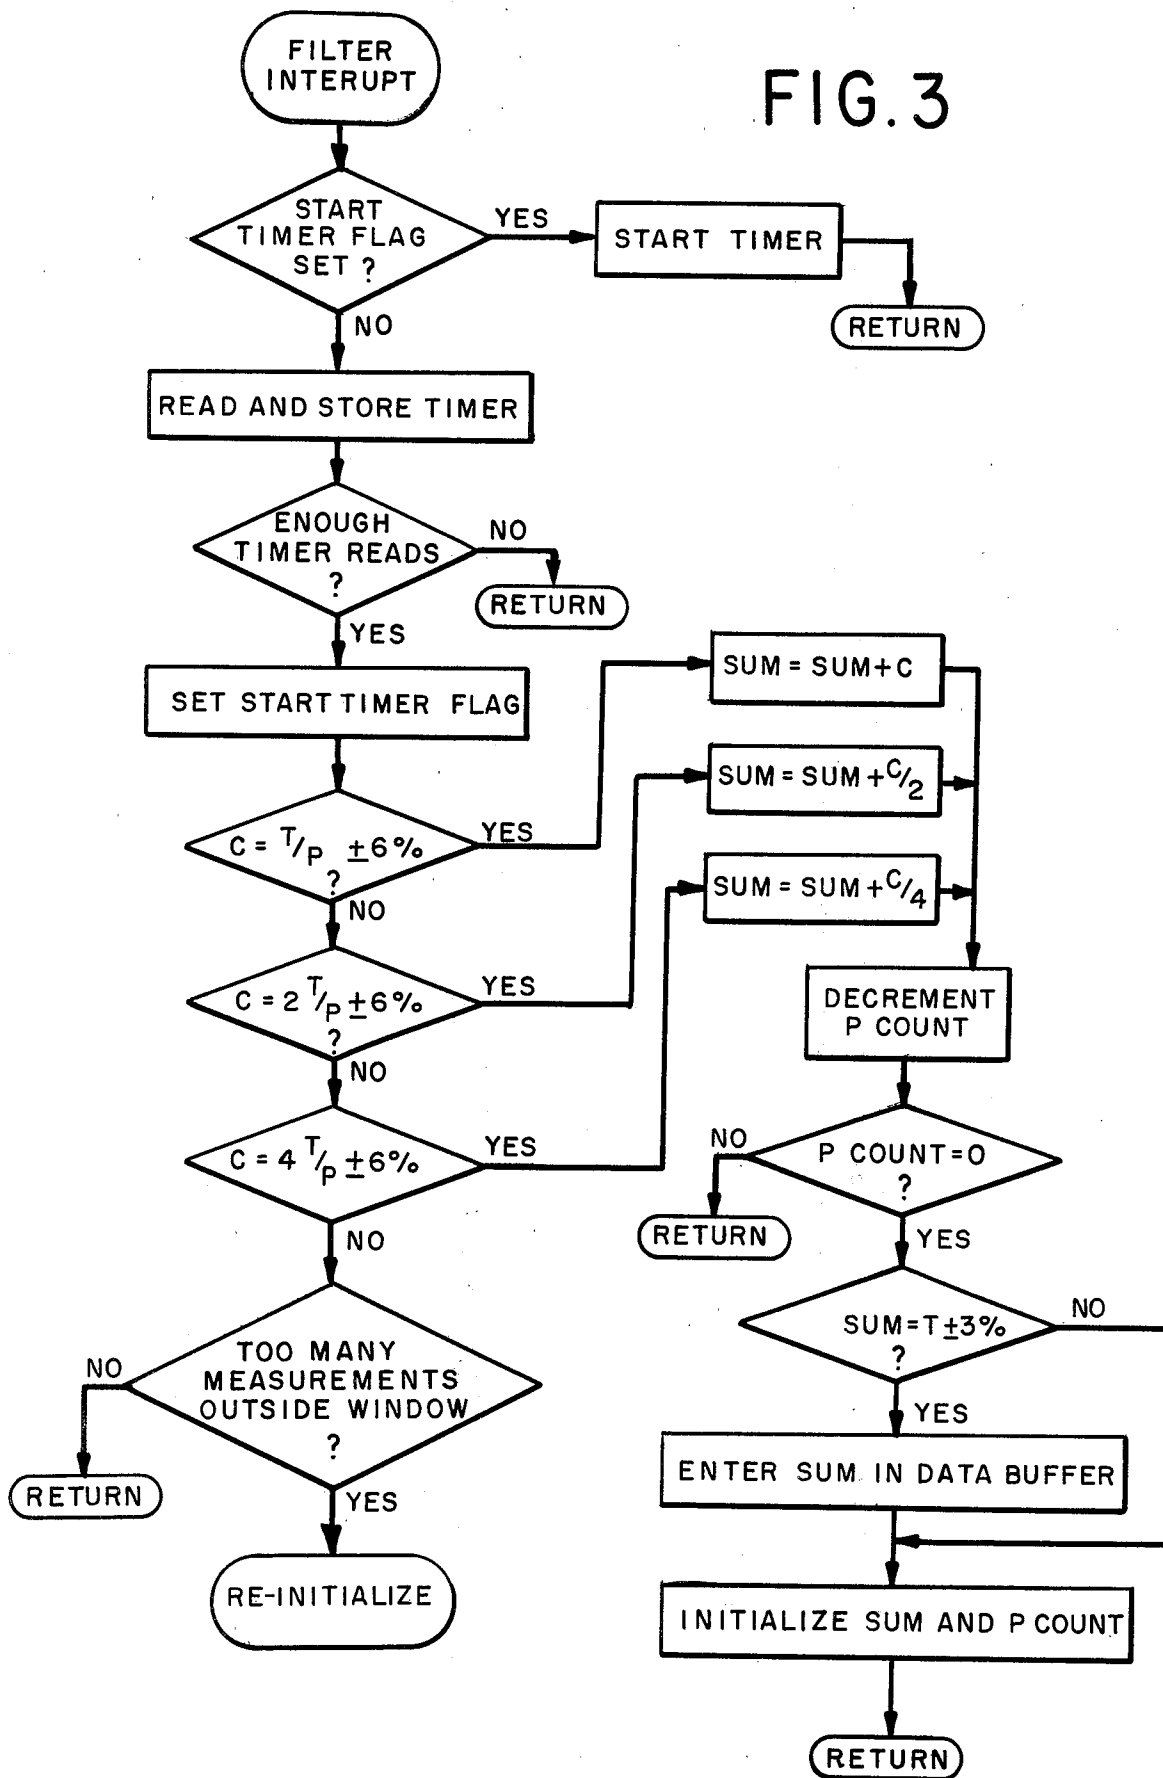 FILTER
INTERUPT
FIG. 3
START
TIMER FLAG
SET ?
YES
START TIMER
RETURN
NO
READ AND STORE TIMER
ENOUGH
TIMER READS
?
NO
RETURN
YES
SET START TIMER FLAG
SUM = SUM + C
C = T/P ±6%
?
YES
SUM = SUM + C/2
NO
SUM = SUM + C/4
C = 2 T/P ±6%
?
YES
DECREMENT
P COUNT
NO
C = 4 T/P ±6%
YES
P COUNT = 0
?
NO
RETURN
YES
NO
SUM = T ±3%
?
NO
TOO MANY
MEASUREMENTS
OUTSIDE WINDOW
?
NO
RETURN
YES
YES
ENTER SUM IN DATA BUFFER
RE-INITIALIZE
INITIALIZE SUM AND P COUNT
RETURN